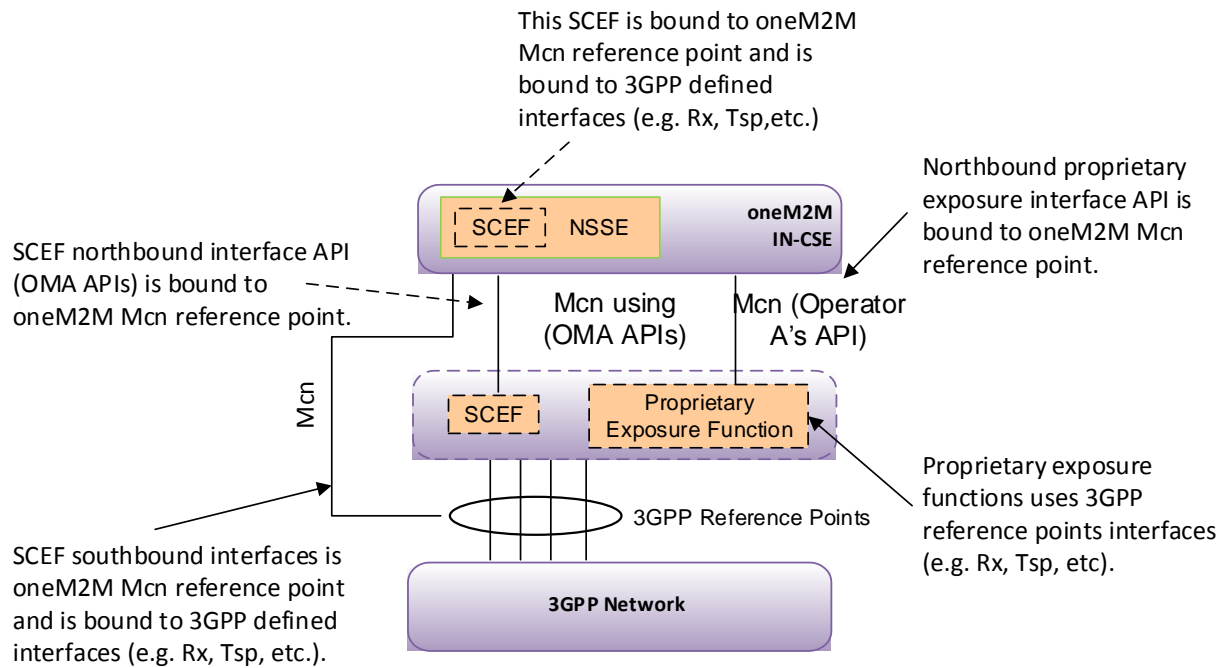 This SCEF is bound to oneM2M
Mcn reference point and is
bound to 3GPP defined
interfaces (e.g. Rx, Tsp,etc.)
Northbound proprietary
exposure interface API is
bound to oneM2M Mcn
reference point.
SCEF
NSSE
oneM2M
IN-CSE
SCEF northbound interface API
(OMA APIs) is bound to
oneM2M Mcn reference point.
Mcn using
(OMA APIs)
Mcn (Operator
A's API)
Mcn
SCEF
Proprietary
Exposure Function
3GPP Reference Points
Proprietary exposure
functions uses 3GPP
reference points interfaces
(e.g. Rx, Tsp, etc).
SCEF southbound interfaces is
oneM2M Mcn reference point
and is bound to 3GPP defined
interfaces (e.g. Rx, Tsp, etc.).
3GPP Network